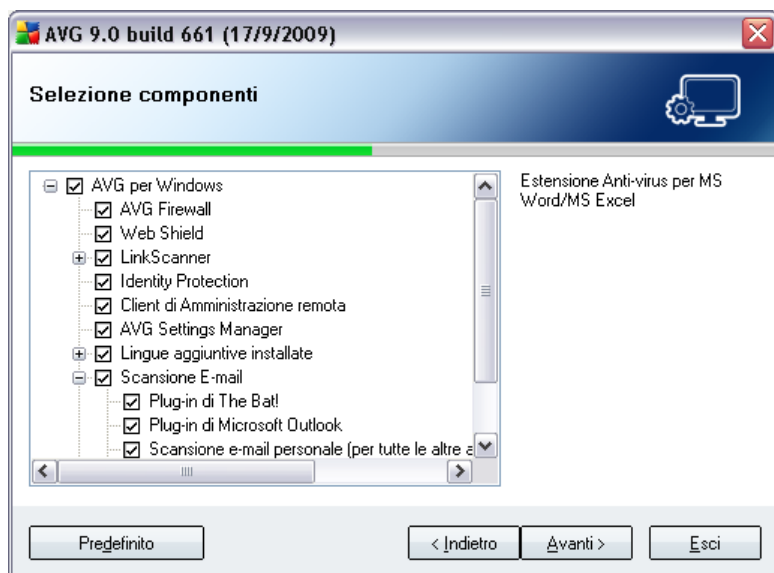 AVG 9.0 build 661 (17/9/2009)
Selezione componenti
AVG per Windows
AVG Firewall
Web Shield
LinkScanner
Identity Protection
Client di Amministrazione remota
AVG Settings Manager
Lingue aggiuntive installate
Scansione E-mail
Plug-in di The Bat!
Plug-in di Microsoft Outlook
Scansione e-mail personale (per tutte le altre a
Estensione Anti-virus per MS
Word/MS Excel
Predefinito
< Indietro
Avanti >
Esci